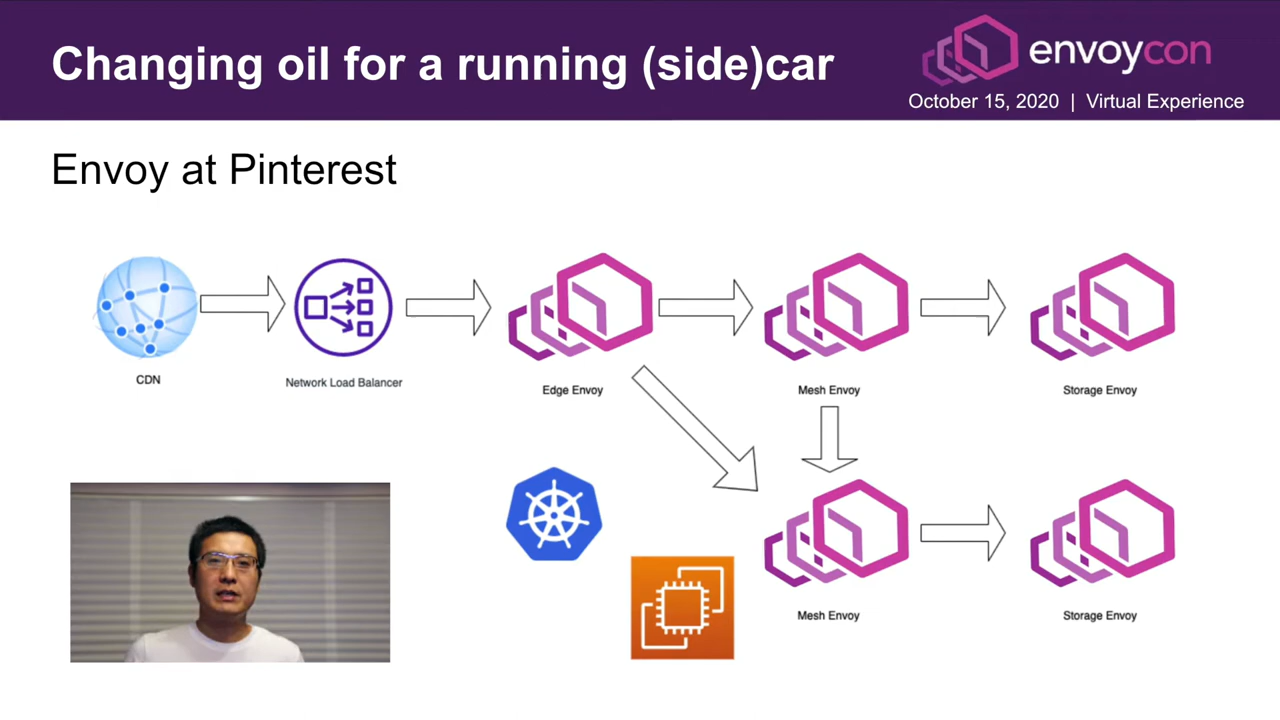 Changing oil for a running (side)car
envoycon
October 15, 2020 | Virtual Experience
Envoy at Pinterest
CDN
Network Load Balancer
Edge Envoy
Mesh Envoy
Storage Envoy
Mesh Envoy
Storage Envoy